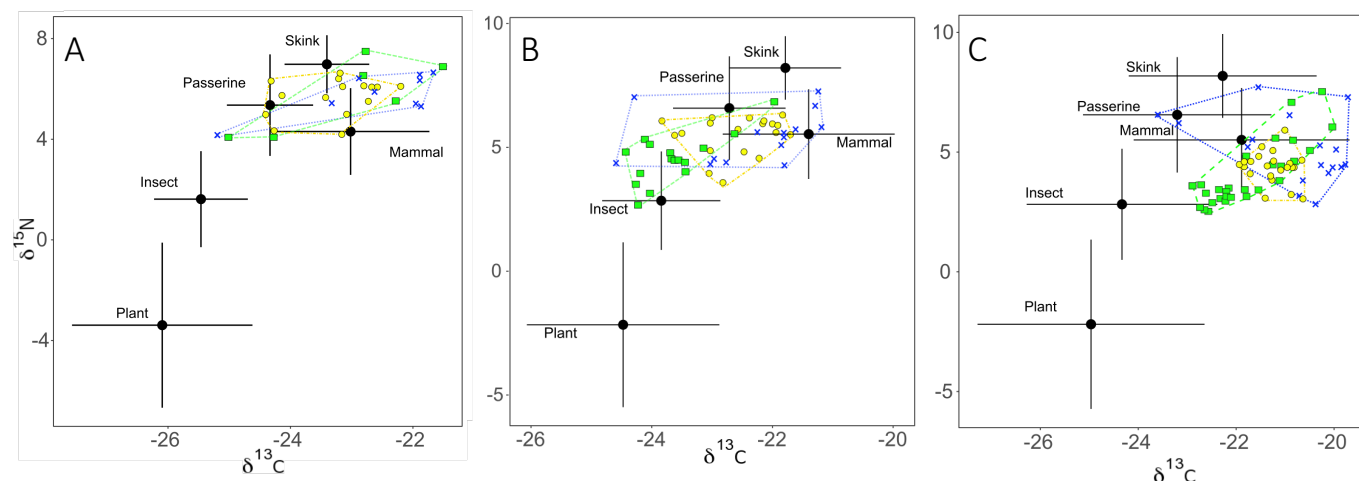 A
8
4
0
-4
δ15N
Skink
Passerine
Mammal
Insect
Plant
-26
-24
-22
δ13C
B
10
5
0
-5
Skink
Passerine
Mammal
Insect
Plant
-26
-24
-22
-20
δ13C
C
10
5
0
-5
Skink
Passerine
Mammal
Insect
Plant
-26
-24
-22
-20
δ13C